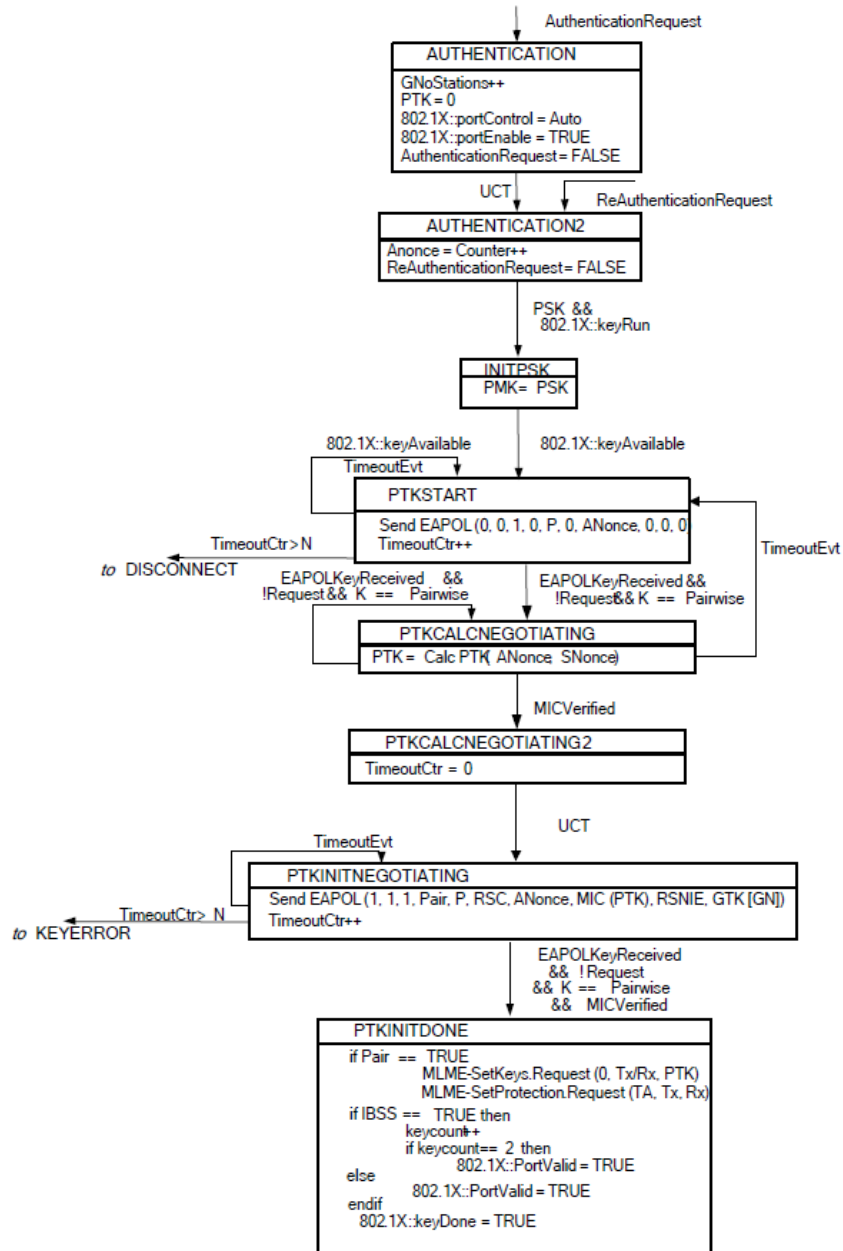 AuthenticationRequest
AUTHENTICATION
GNoStations++
PTK = 0
802.1X::portControl = Auto
802.1X::portEnable = TRUE
AuthenticationRequest = FALSE
UCT
ReAuthenticationRequest
AUTHENTICATION2
Anonce = Counter++
ReAuthenticationRequest = FALSE
PSK &&
802.1X::keyRun
INITPSK
PMK= PSK
802.1X::keyAvailable
802.1X::keyAvailable
TimeoutEvt
PTKSTART
Send EAPOL (0, 0, 1, 0, P, 0, ANonce, 0, 0, 0)
TimeoutCtr++
TimeoutCtr> N
to DISCONNECT
TimeoutEvt
EAPOLKeyReceived &&
!Request && K == Pairwise
EAPOLKeyReceived &&
!Request && K == Pairwise
PTKCALCNEGOTIATING
PTK = Calc PTK( ANonce, SNonce)
MICVerified
PTKCALCNEGOTIATING2
TimeoutCtr = 0
UCT
TimeoutEvt
PTKINITNEGOTIATING
Send EAPOL (1, 1, 1, Pair, P, RSC, ANonce, MIC (PTK), RSNIE, GTK [GN])
TimeoutCtr++
TimeoutCtr> N
to KEYERROR
EAPOLKeyReceived
&& !Request
&& K == Pairwise
&& MICVerified
PTKINITDONE
if Pair == TRUE
MLME-SetKeys.Request (0, Tx/Rx, PTK)
MLME-SetProtection.Request (TA, Tx, Rx)
if IBSS == TRUE then
keycount++
if keycount== 2 then
802.1X::PortValid = TRUE
else
802.1X::PortValid = TRUE
endif
802.1X::keyDone = TRUE